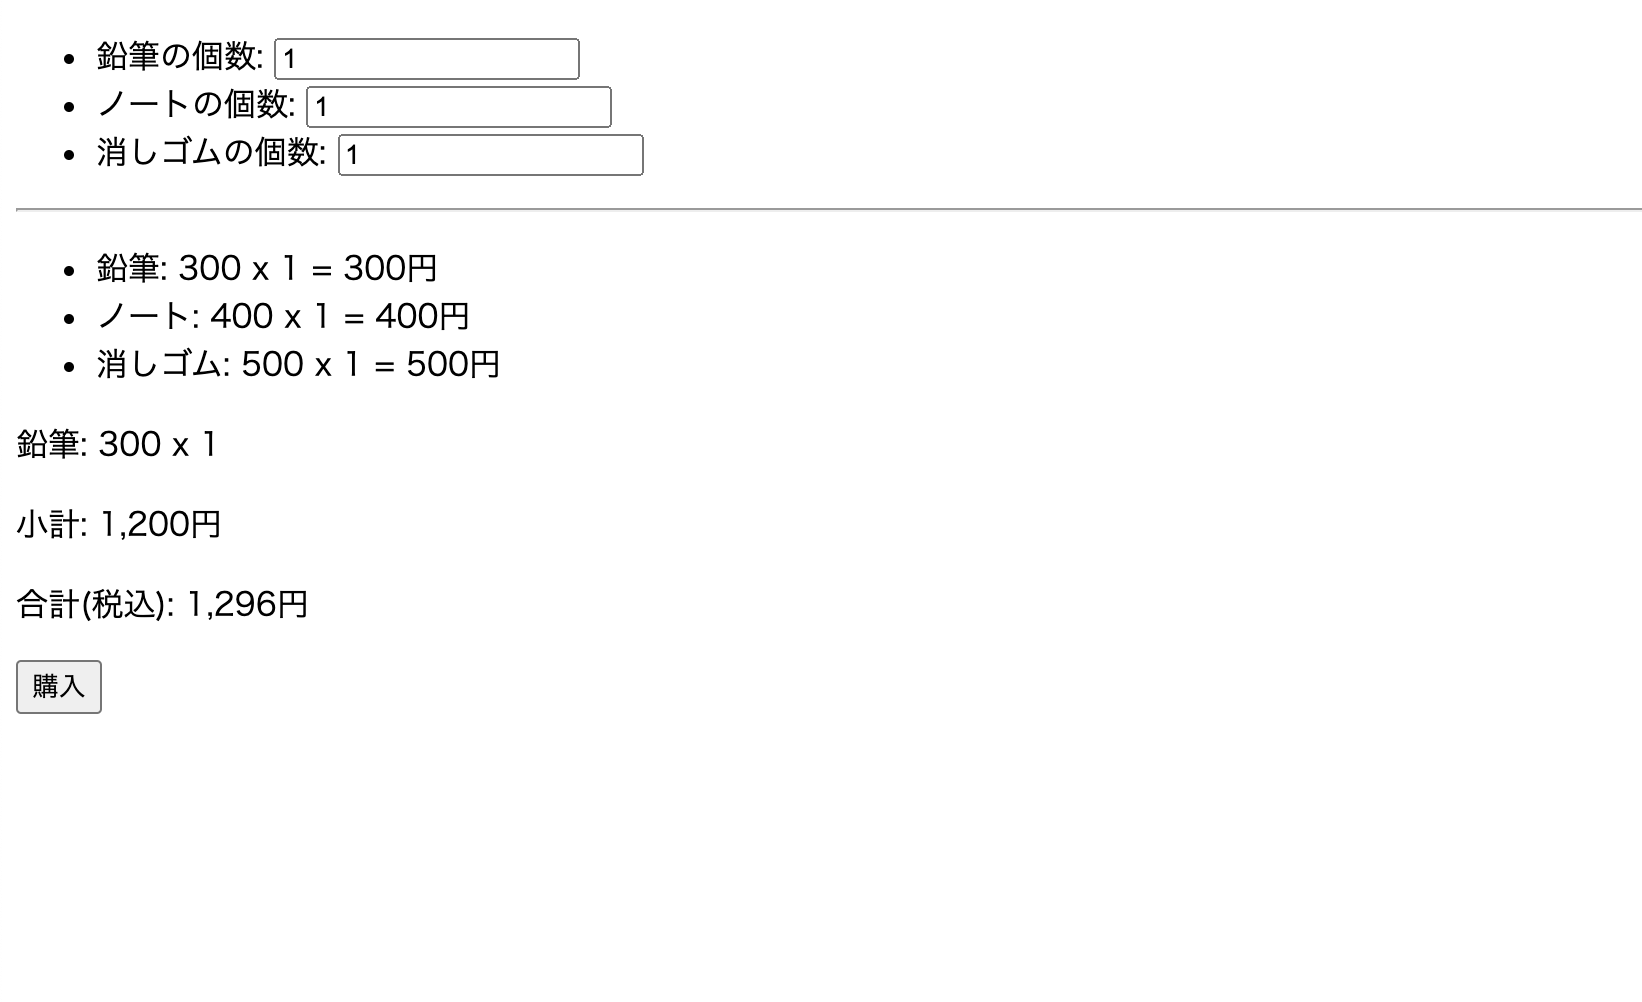 鉛筆の個数: 1
ノートの個数: 1
消しゴムの個数: 1
鉛筆: 300 x 1 = 300円
ノート: 400 x 1 = 400円
消しゴム: 500 x 1 = 500円
鉛筆: 300 x 1
小計: 1,200円
合計(税込): 1,296円
購入